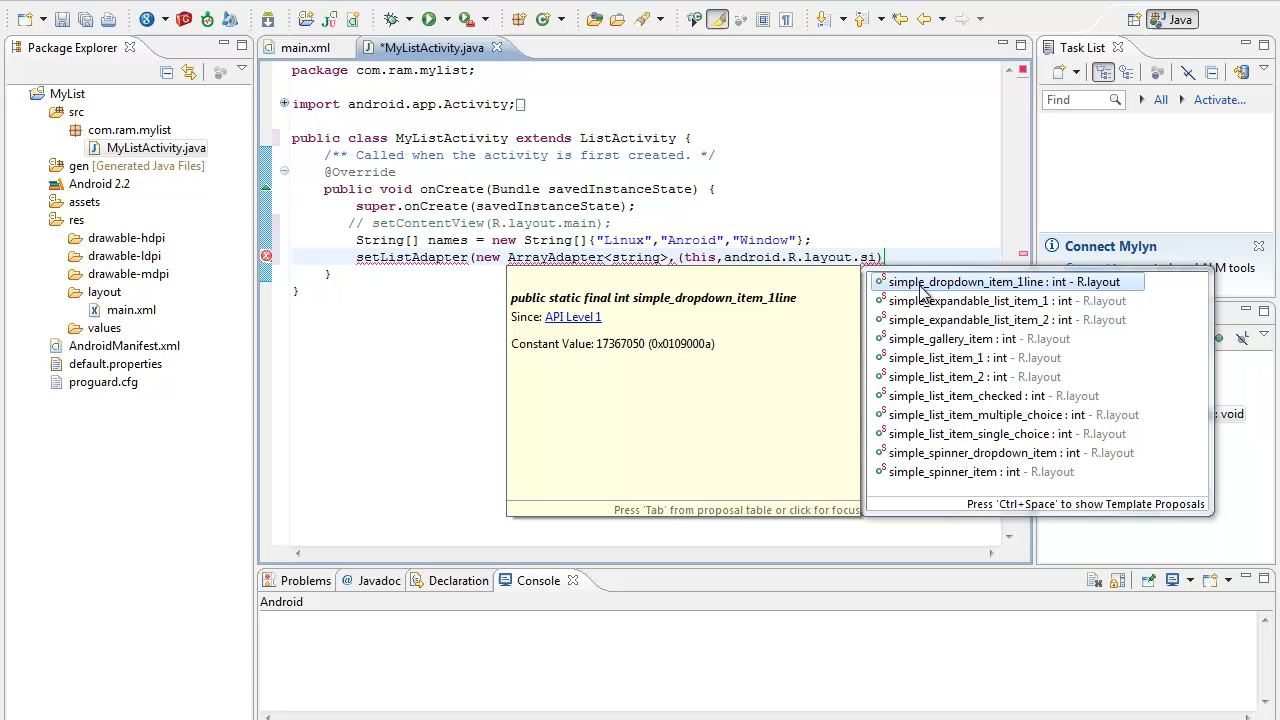 Java
Package Explorer
main.xml
*MyListActivity.java
Task List
MyList
src
com.ram.mylist
MyListActivity.java
gen [Generated Java Files]
Android 2.2
assets
res
drawable-hdpi
drawable-ldpi
drawable-mdpi
layout
main.xml
values
AndroidManifest.xml
default.properties
proguard.cfg
package com.ram.mylist;
import android.app.Activity;
public class MyListActivity extends ListActivity {
/** Called when the activity is first created. */
@Override
public void onCreate(Bundle savedInstanceState) {
super.onCreate(savedInstanceState);
// setContentView(R.layout.main);
String[] names = new String[]{"Linux","Anroid","Window"};
setListAdapter(new ArrayAdapter<string>,(this,android.R.layout.si)
}
}
public static final int simple_dropdown_item_1line
Since: API Level 1
Constant Value: 17367050 (0x0109000a)
Press 'Tab' from proposal table or click for focus
simple_dropdown_item_1line : int - R.layout
simple_expandable_list_item_1 : int - R.layout
simple_expandable_list_item_2 : int - R.layout
simple_gallery_item : int - R.layout
simple_list_item_1 : int - R.layout
simple_list_item_2 : int - R.layout
simple_list_item_checked : int - R.layout
simple_list_item_multiple_choice : int - R.layout
simple_list_item_single_choice : int - R.layout
simple_spinner_dropdown_item : int - R.layout
simple_spinner_item : int - R.layout
Press 'Ctrl+Space' to show Template Proposals
Find
All
Activate...
Connect Mylyn
ALM tools
: void
Problems
Javadoc
Declaration
Console
Android